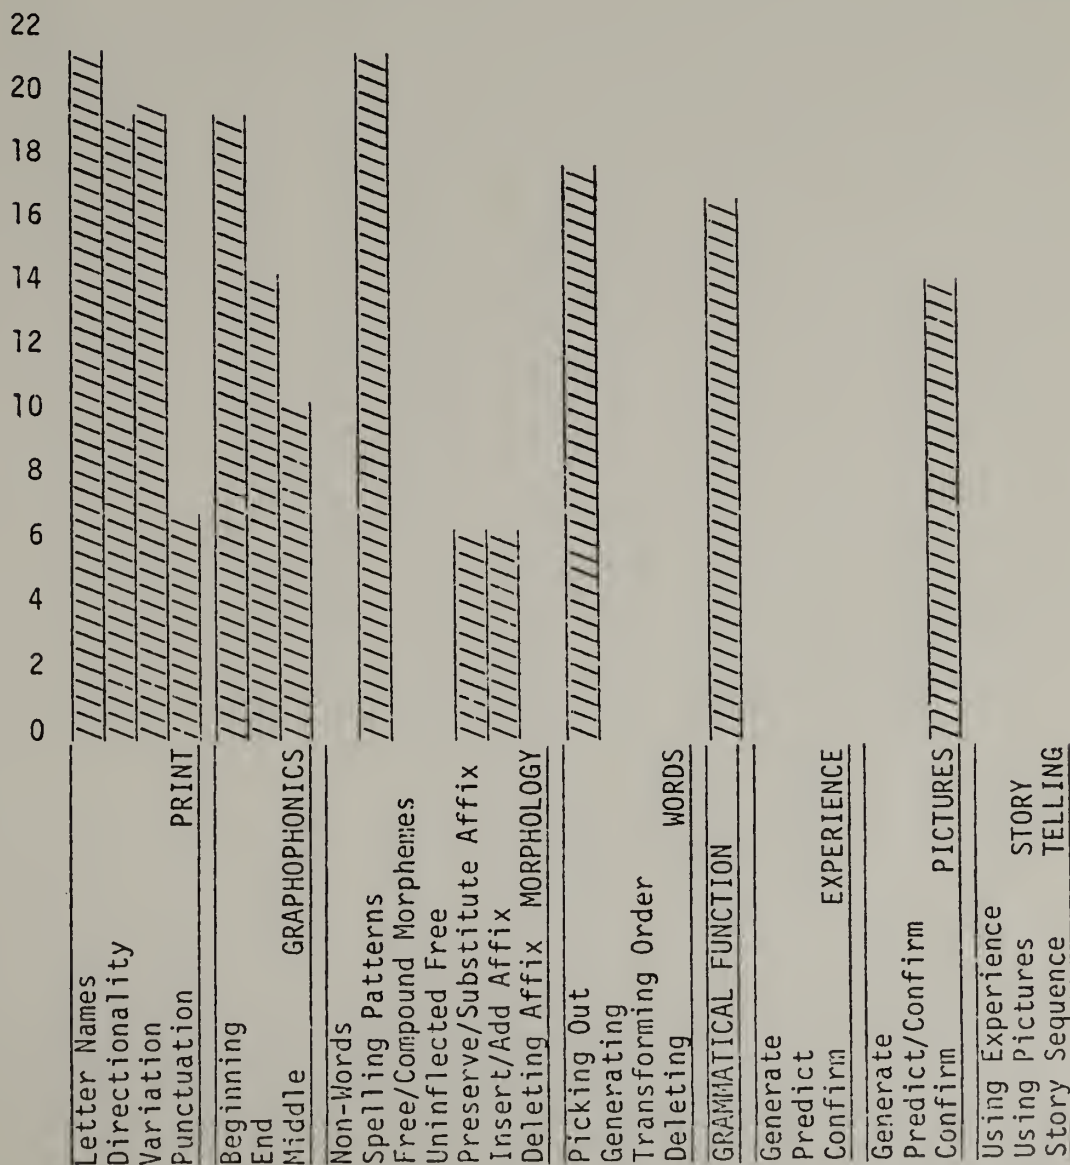 22
20
18
16
14
12
10
8
6
4
2
0
Letter Names
Directionality
Variation
Punctuation PRINT
Beginning
End
Middle GRAPHOPHONICS
Non-Words
Spelling Patterns
Free/Compound Morphemes
Uninflected Free
Preserve/Substitute Affix
Insert/Add Affix
Deleting Affix MORPHOLOGY
Picking Out
Generating
Transforming Order
Deleting WORDS
GRAMMATICAL FUNCTION
Generate
Predict
Confirm EXPERIENCE
Generate
Predict/Confirm
Confirm PICTURES
Using Experience
Using Pictures STORY
Story Sequence TELLING